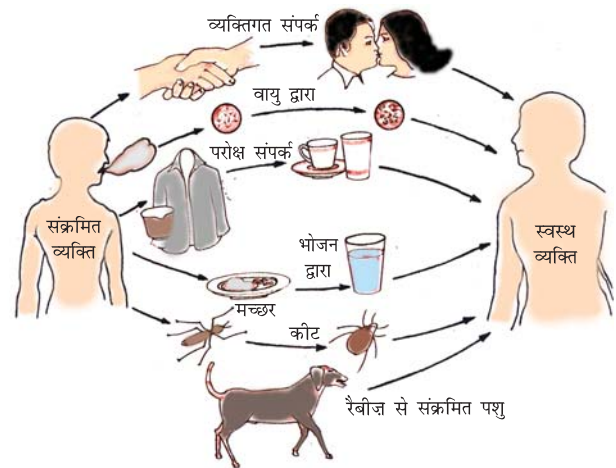 व्यक्तिगत संपर्क
वायु द्वारा
परोक्ष संपर्क
संक्रमित
व्यक्ति
स्वस्थ
व्यक्ति
भोजन
द्वारा
मच्छर
कीट
रैबीज़ से संक्रमित पशु